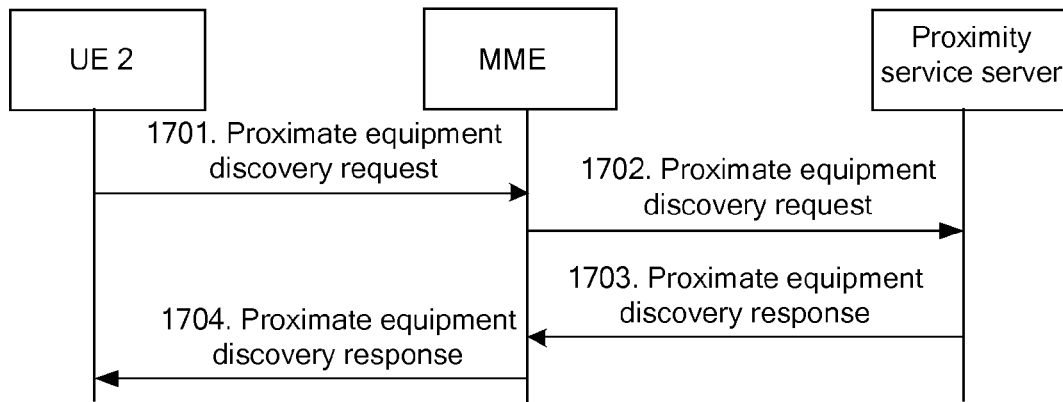 UE 2
MME
Proximity
service server
1701. Proximate equipment
discovery request
1702. Proximate equipment
discovery request
1703. Proximate equipment
discovery response
1704. Proximate equipment
discovery response